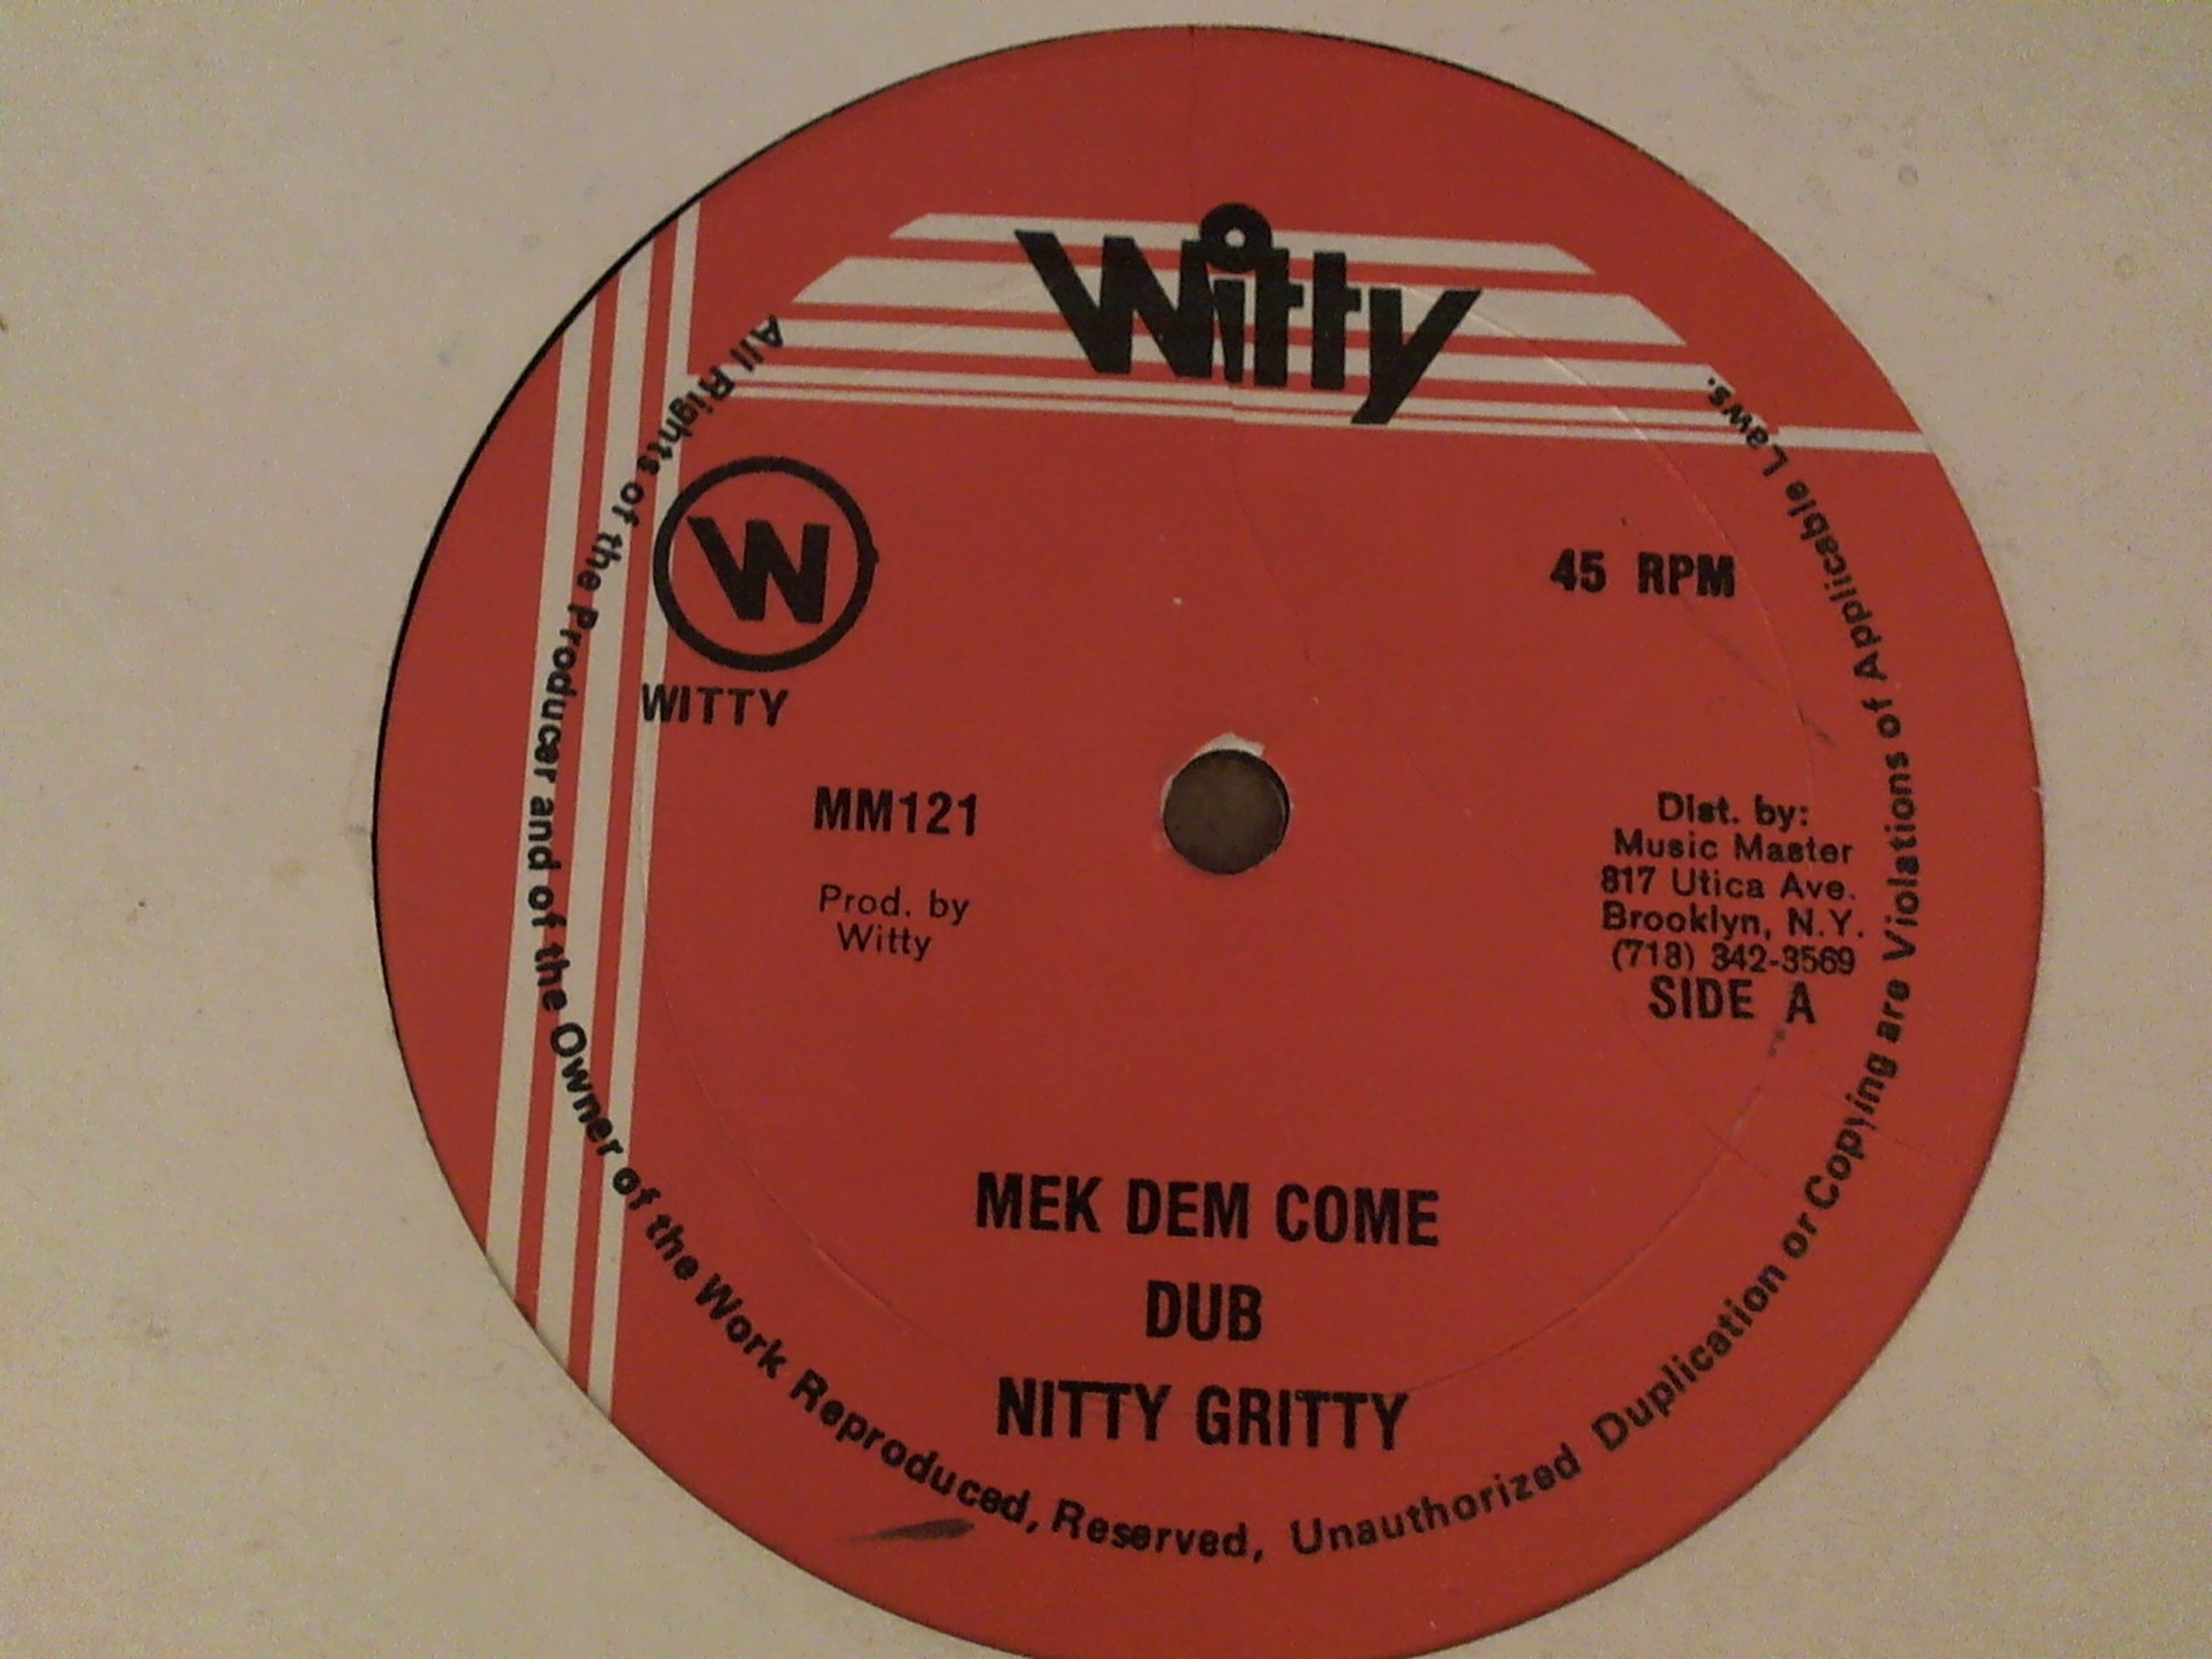 Witty
W
WITTY
45 RPM
MM121
Prod. by
Witty
Dist. by:
Music Master
817 Utica Ave.
Brooklyn, N.Y.
(718) 342-3569
SIDE A
MEK DEM COME
DUB
NITTY GRITTY
All Rights of the Producer and of the Owner of the Work Reproduced, Reserved, Unauthorized Duplication or Copying are Violations of Applicable Laws.